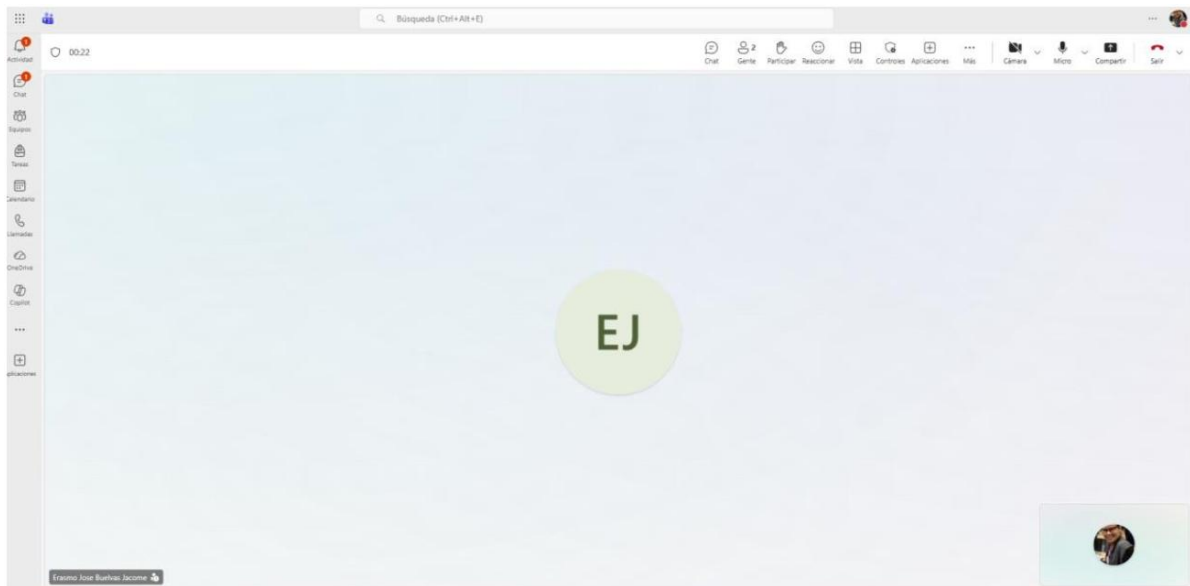 Búsqueda (Ctrl+Alt+E)
00:22
Chat
Gente 2
Participar
Reaccionar
Vista
Controles
Aplicaciones
Más
Cámara
Micro
Compartir
Salir
Actividad
Chat
Equipos
Tareas
Calendario
Llamadas
OneDrive
Copilot
aplicaciones
EJ
Erasmo Jose Buelvas Jacome